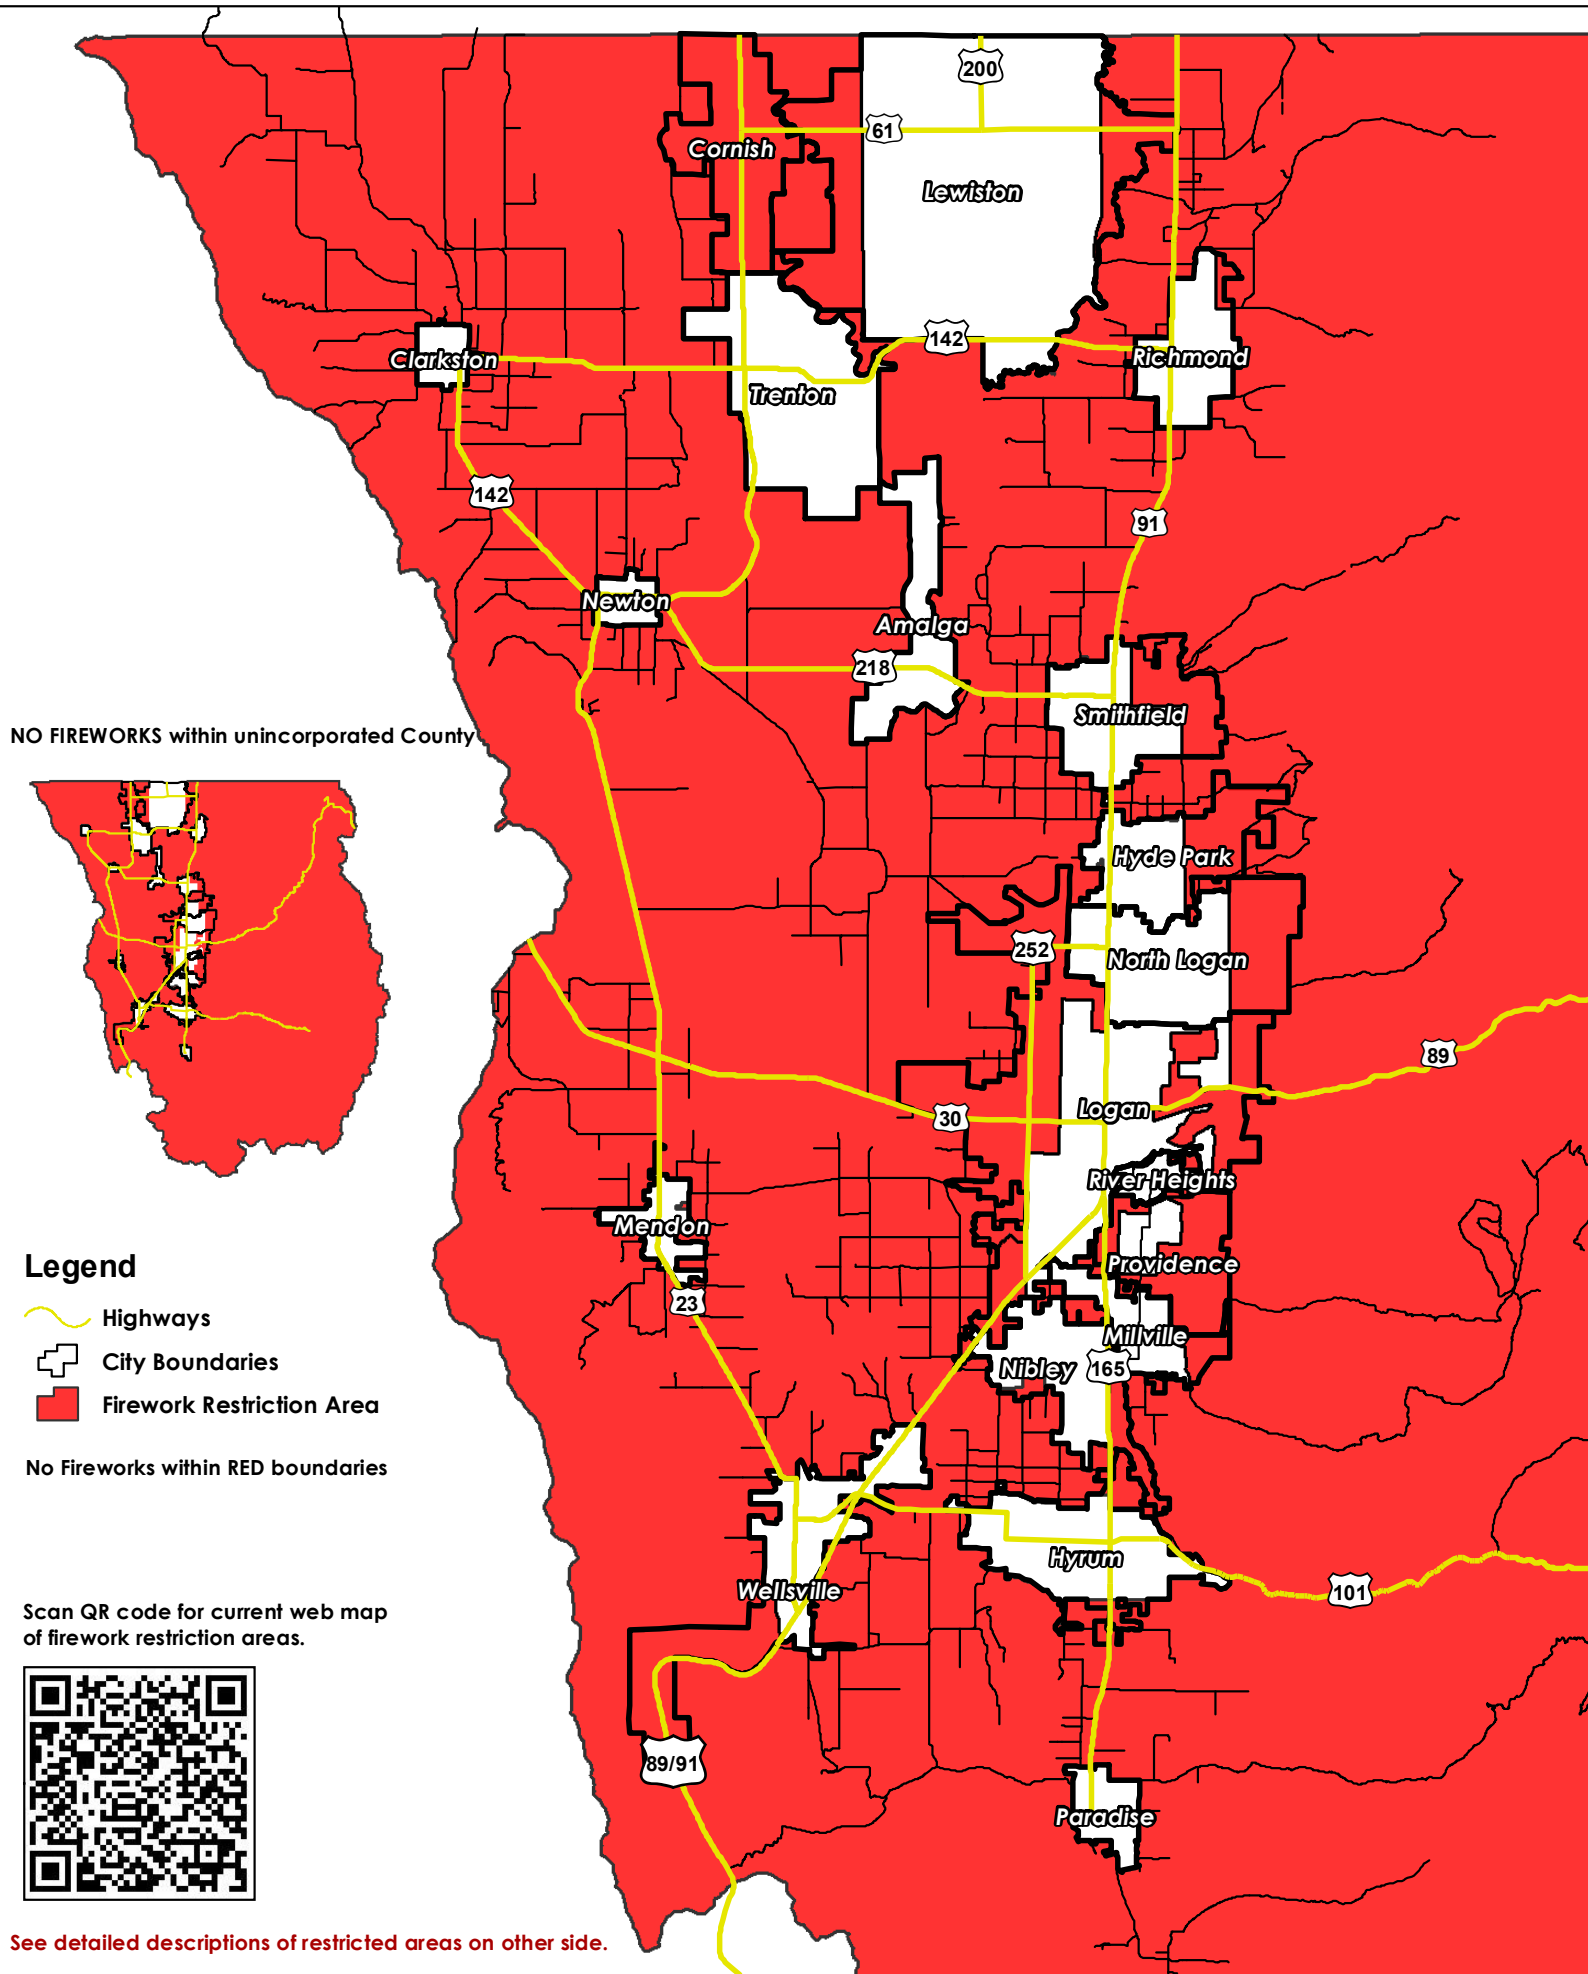 200
61
Cornish
Lewiston
142
Clarkston
Richmond
Trenton
142
91
Newton
Amalga
218
Smithfield
NO FIREWORKS within unincorporated County
Hyde Park
252
North Logan
89
Logan
30
River Heights
Mendon
Providence
Legend
23
Highways
Millville
City Boundaries
Nibley
165
Firework Restriction Area
No Fireworks within RED boundaries
Hyrum
Wellsville
101
Scan QR code for current web map
of firework restriction areas.
89/91
Paradise
See detailed descriptions of restricted areas on other side.